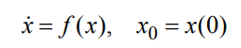 ẋ = f(x), x₀ = x(0)